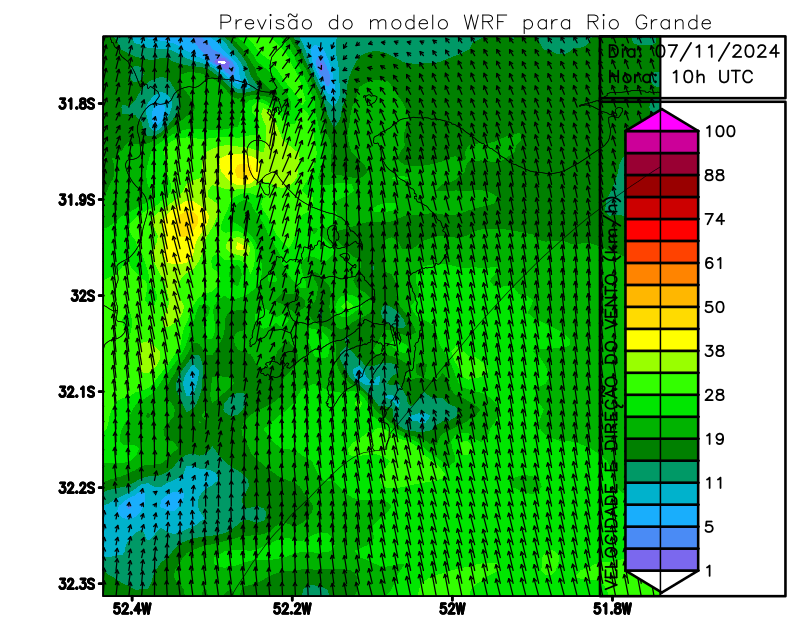 Previsão do modelo WRF para Rio Grande
Dia: 07/11/2024
Hora: 10h UTC
31.8S
31.9S
32S
32.1S
32.2S
32.3S
52.4W
52.2W
52W
51.8W
VELOCIDADE E DIREÇÃO DO VENTO (km/h)
100
88
74
61
50
38
28
19
11
5
1